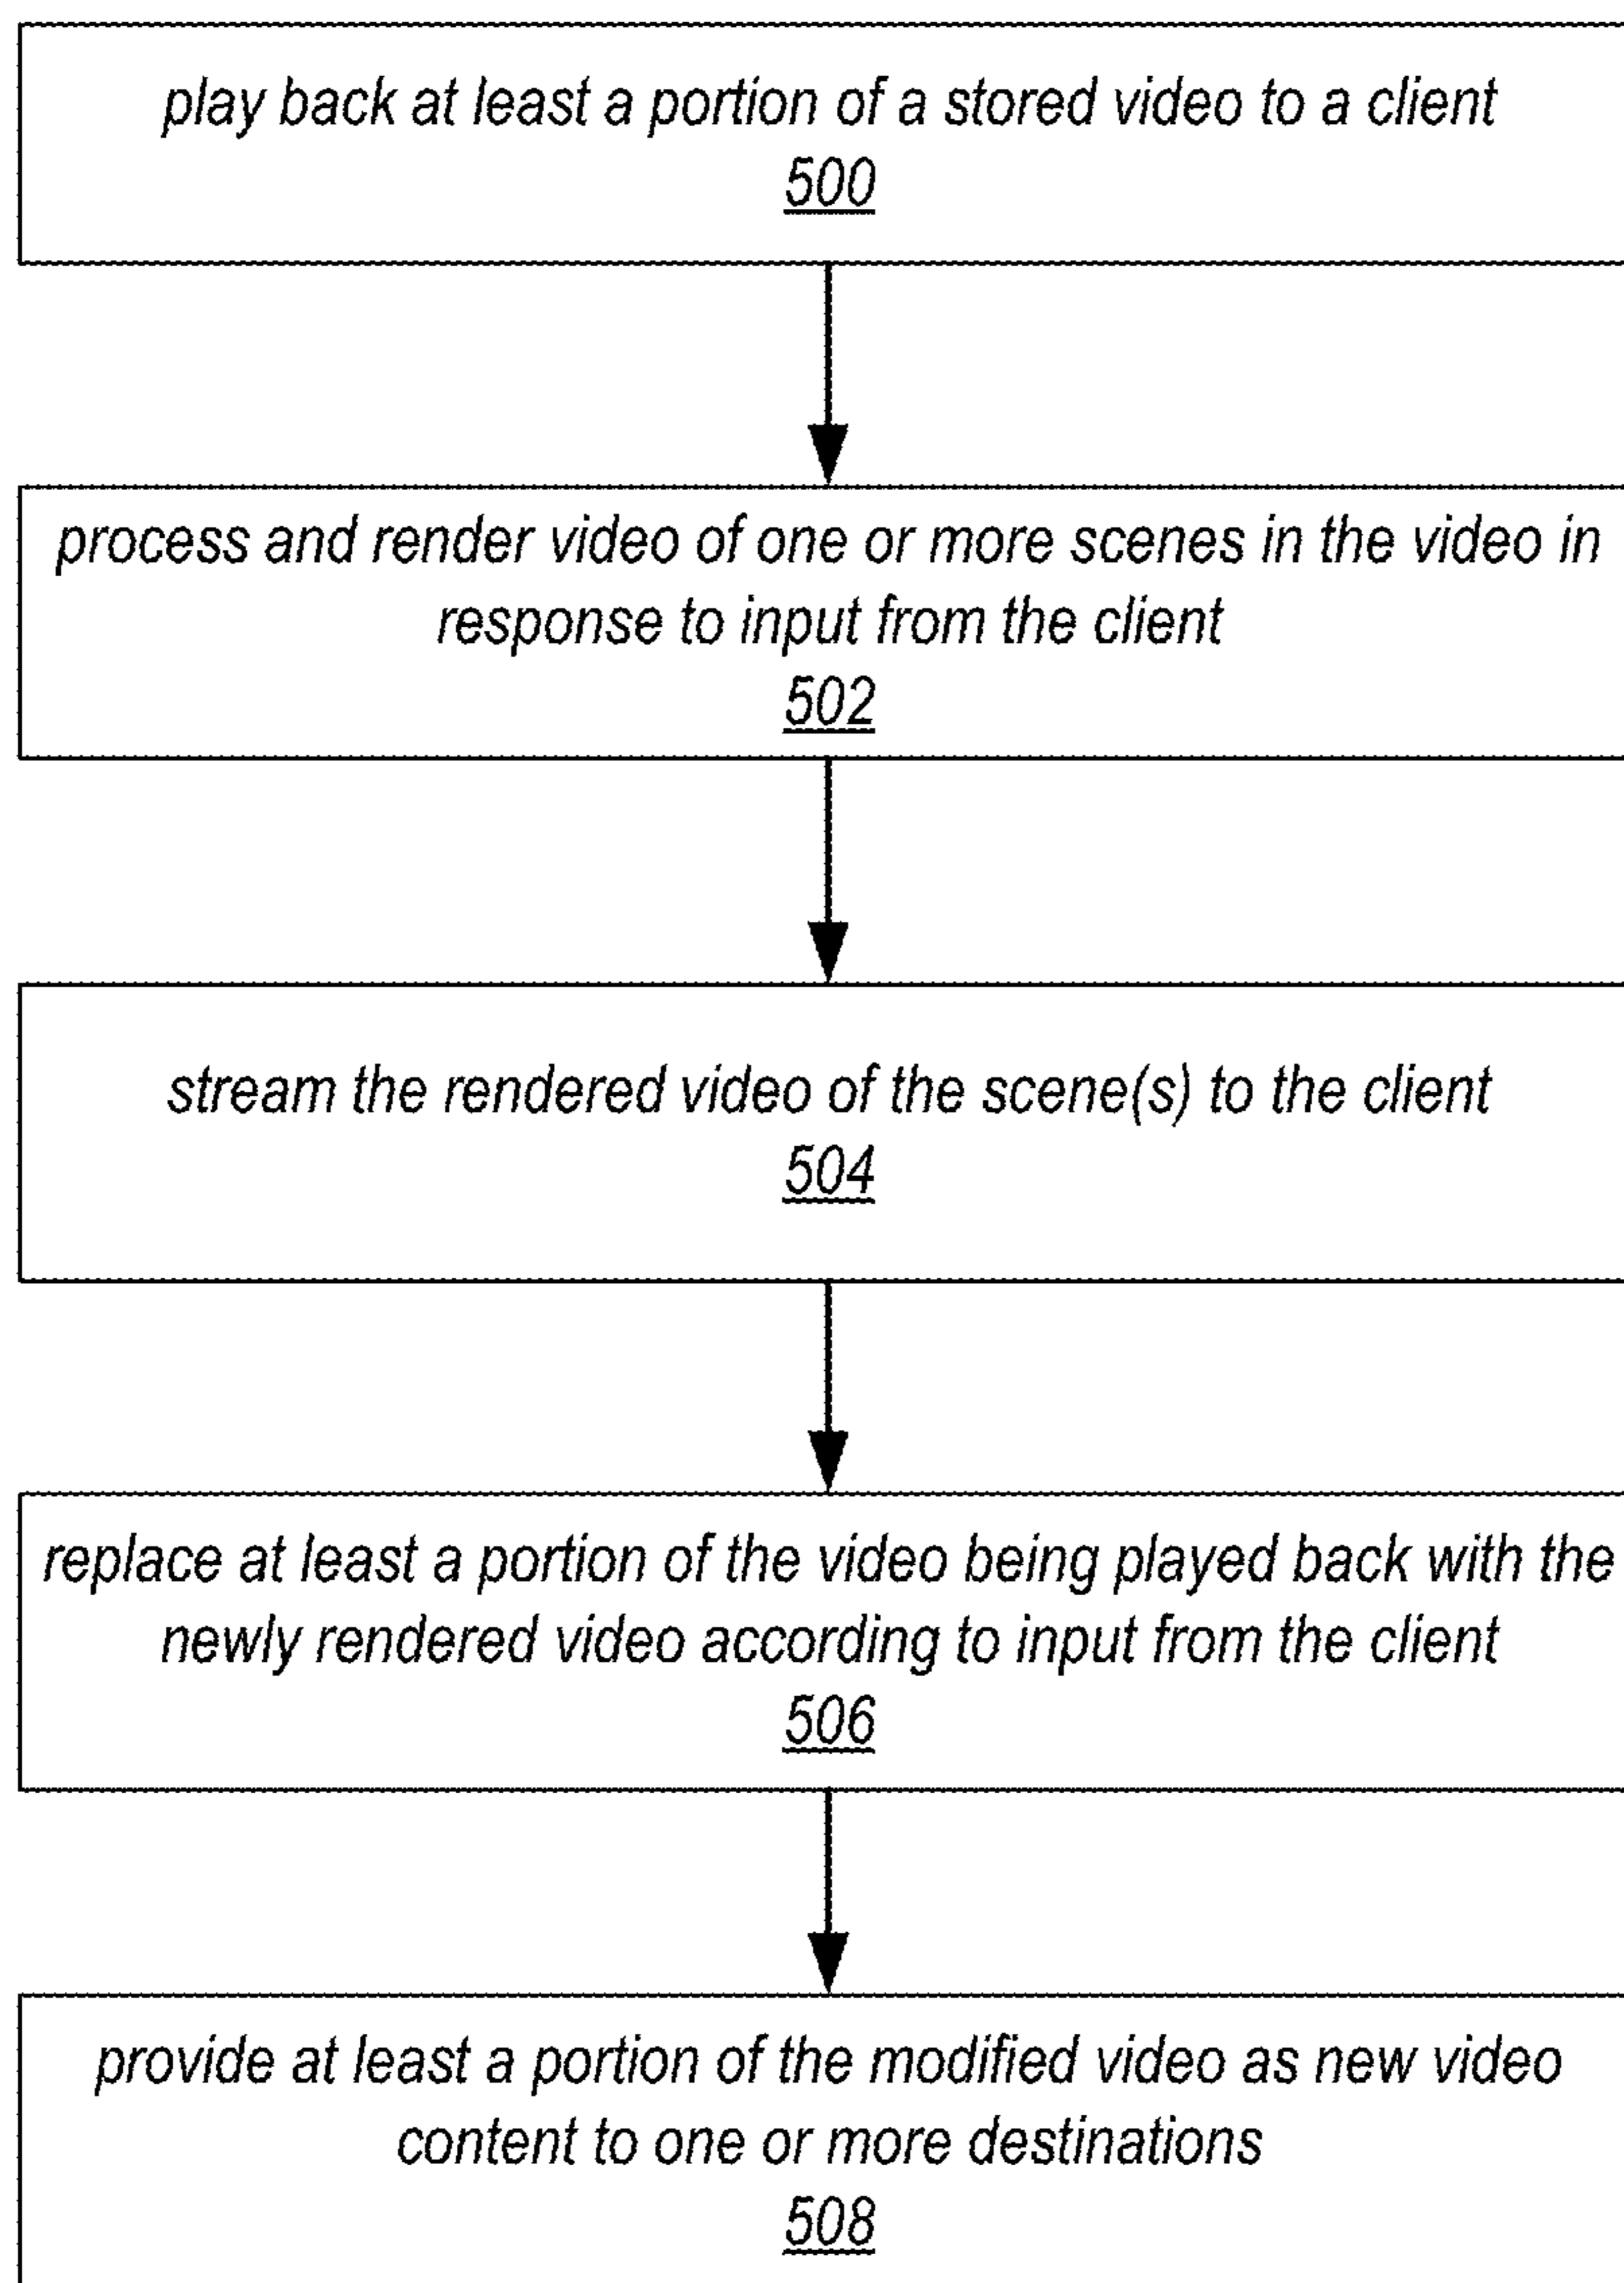 play back at least a portion of a stored video to a client
500
process and render video of one or more scenes in the video in
response to input from the client
502
stream the rendered video of the scene(s) to the client
504
replace at least a portion of the video being played back with the
newly rendered video according to input from the client
506
provide at least a portion of the modified video as new video
content to one or more destinations
508